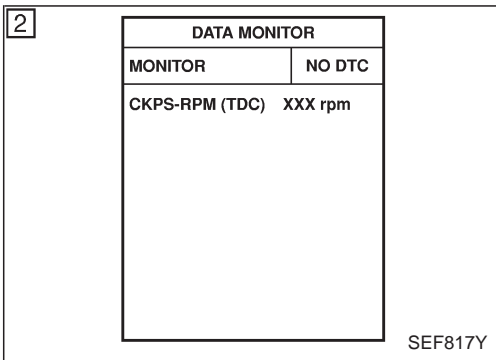 2
DATA MONITOR
MONITOR NO DTC
CKPS-RPM (TDC) XXX rpm
SEF817Y